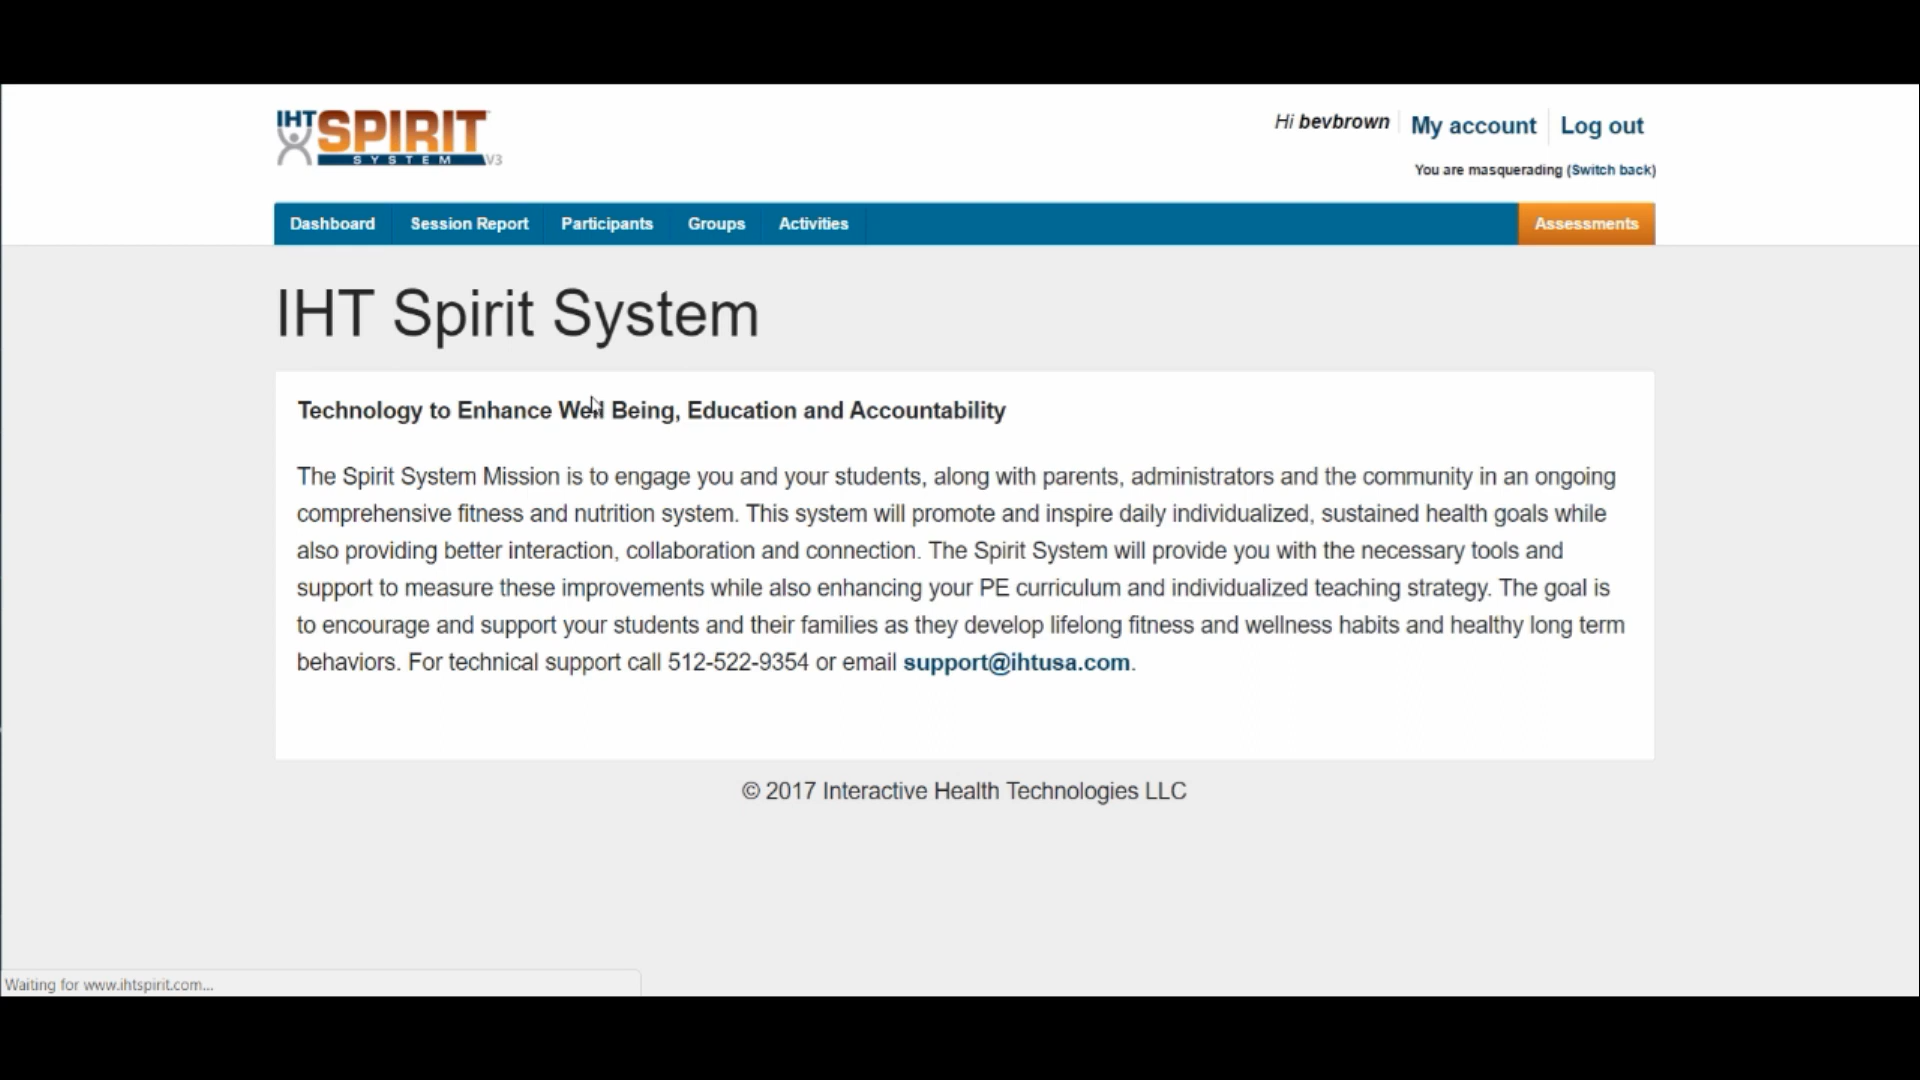 IHT SPIRIT SYSTEM V3
Hi bevbrown My account Log out
You are masquerading (Switch back)
Dashboard Session Report Participants Groups Activities Assessments
IHT Spirit System
Technology to Enhance Well Being, Education and Accountability
The Spirit System Mission is to engage you and your students, along with parents, administrators and the community in an ongoing
comprehensive fitness and nutrition system. This system will promote and inspire daily individualized, sustained health goals while
also providing better interaction, collaboration and connection. The Spirit System will provide you with the necessary tools and
support to measure these improvements while also enhancing your PE curriculum and individualized teaching strategy. The goal is
to encourage and support your students and their families as they develop lifelong fitness and wellness habits and healthy long term
behaviors. For technical support call 512-522-9354 or email support@ihtusa.com.
© 2017 Interactive Health Technologies LLC
Waiting for www.ihtspirit.com...